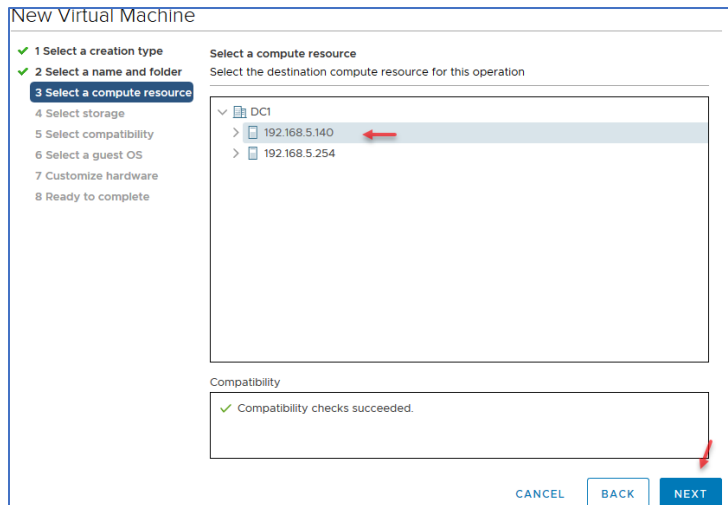 New Virtual Machine
1 Select a creation type
2 Select a name and folder
3 Select a compute resource
4 Select storage
5 Select compatibility
6 Select a guest OS
7 Customize hardware
8 Ready to complete
Select a compute resource
Select the destination compute resource for this operation
DC1
192.168.5.140
192.168.5.254
Compatibility
Compatibility checks succeeded.
CANCEL BACK NEXT